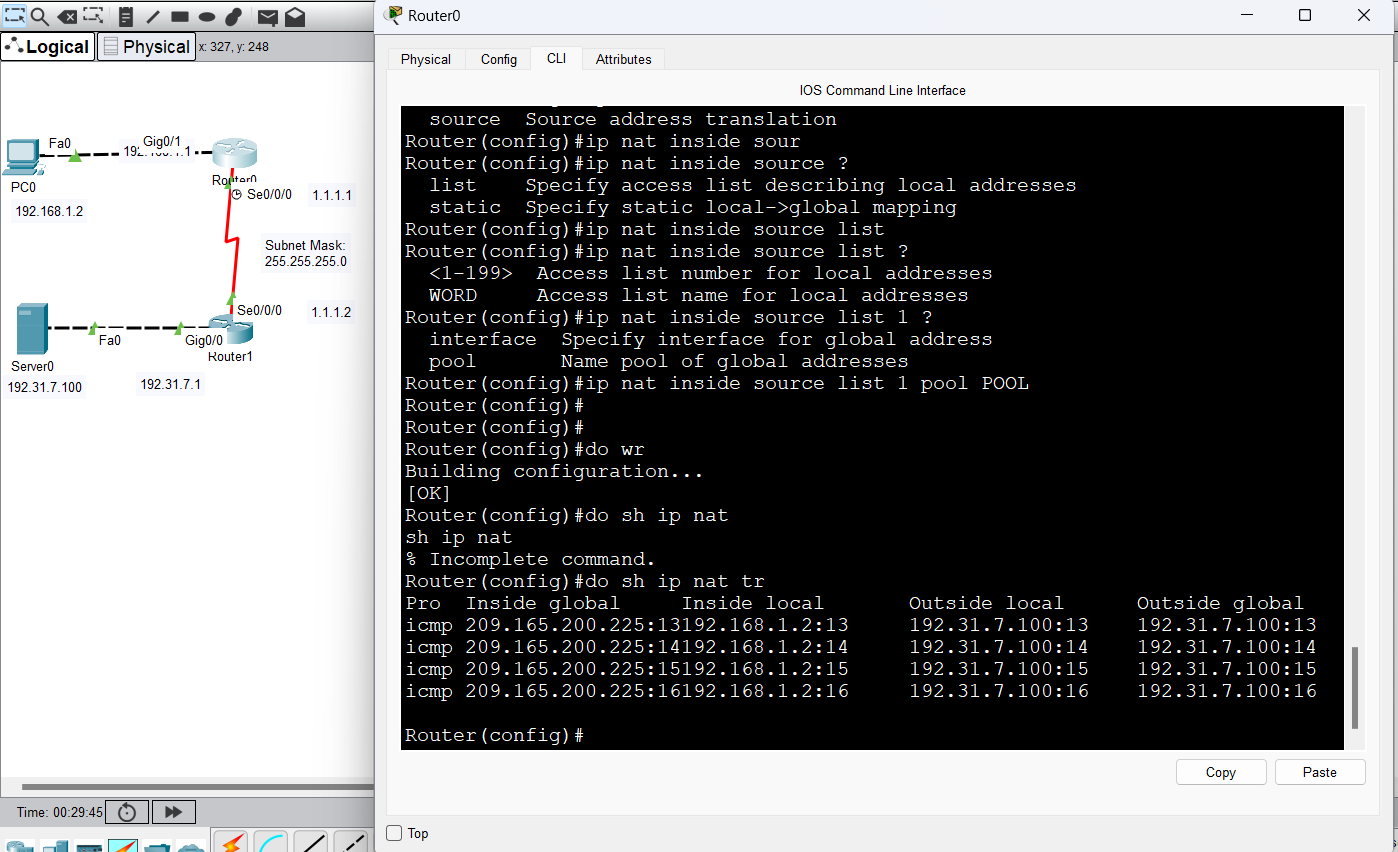 Router0
Logical
Physical
x: 327, y: 248
Physical
Config
CLI
Attributes
IOS Command Line Interface
Fa0
Gig0/1
PC0
192.168.1.2
Router0
Se0/0/0
1.1.1.1
Subnet Mask:
255.255.255.0
Se0/0/0
1.1.1.2
Fa0
Gig0/0
Router1
Server0
192.31.7.100
192.31.7.1
source  Source address translation
Router(config)#ip nat inside sour
Router(config)#ip nat inside source ?
list    Specify access list describing local addresses
static  Specify static local->global mapping
Router(config)#ip nat inside source list
Router(config)#ip nat inside source list ?
<1-199>  Access list number for local addresses
WORD     Access list name for local addresses
Router(config)#ip nat inside source list 1 ?
interface  Specify interface for global address
pool       Name pool of global addresses
Router(config)#ip nat inside source list 1 pool POOL
Router(config)#
Router(config)#
Router(config)#do wr
Building configuration...
[OK]
Router(config)#do sh ip nat
sh ip nat
% Incomplete command.
Router(config)#do sh ip nat tr
Pro  Inside global     Inside local       Outside local      Outside global
icmp 209.165.200.225:13192.168.1.2:13     192.31.7.100:13    192.31.7.100:13
icmp 209.165.200.225:14192.168.1.2:14     192.31.7.100:14    192.31.7.100:14
icmp 209.165.200.225:15192.168.1.2:15     192.31.7.100:15    192.31.7.100:15
icmp 209.165.200.225:16192.168.1.2:16     192.31.7.100:16    192.31.7.100:16
Router(config)#
Copy
Paste
Time: 00:29:45
Top